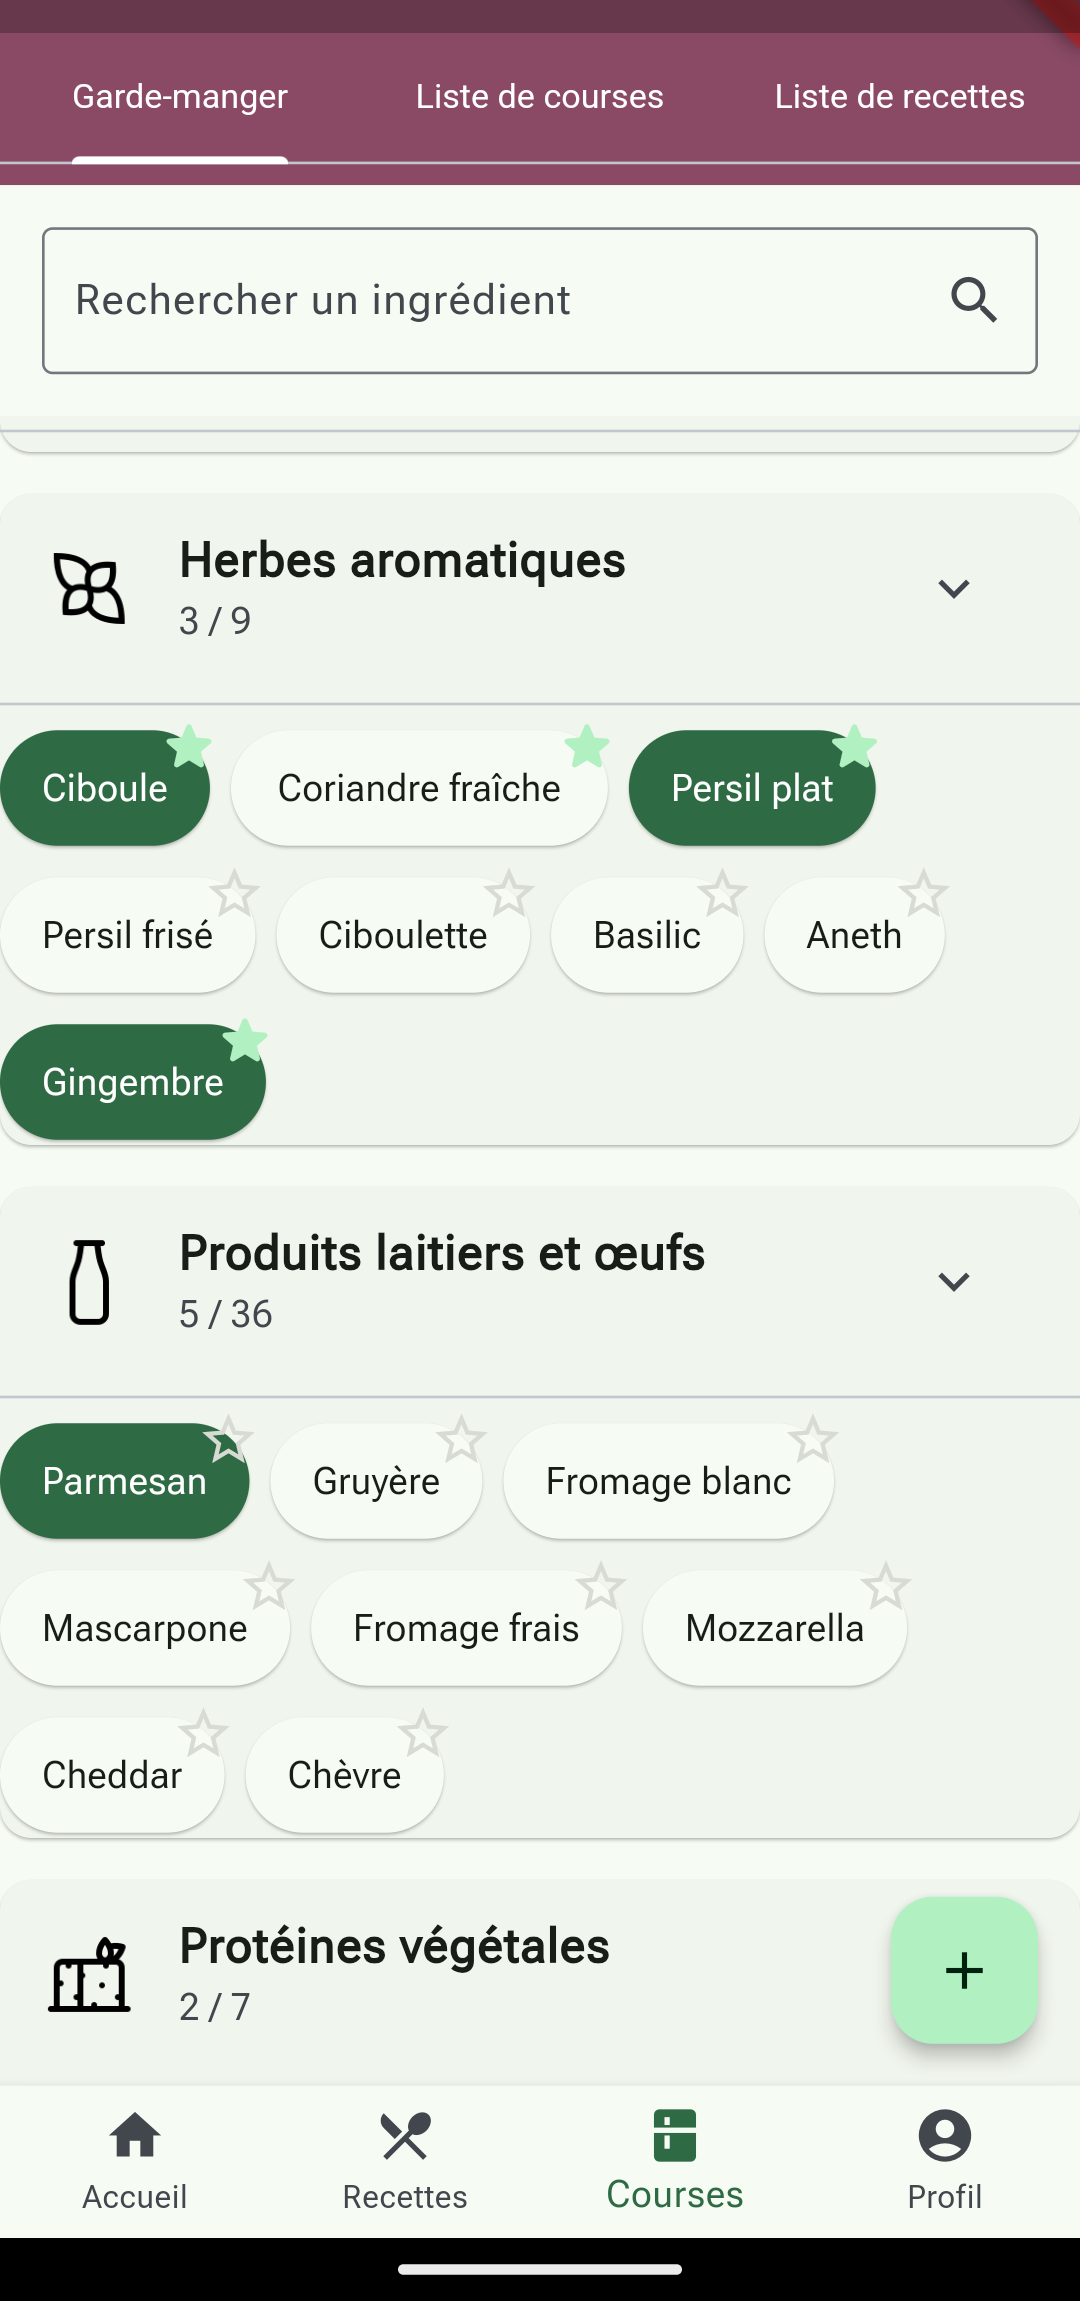 Garde-manger Liste de courses Liste de recettes
Rechercher un ingrédient
Herbes aromatiques
3 / 9
Ciboule Coriandre fraîche Persil plat
Persil frisé Ciboulette Basilic Aneth
Gingembre
Produits laitiers et œufs
5 / 36
Parmesan Gruyère Fromage blanc
Mascarpone Fromage frais Mozzarella
Cheddar Chèvre
Protéines végétales
2 / 7
Accueil Recettes Courses Profil